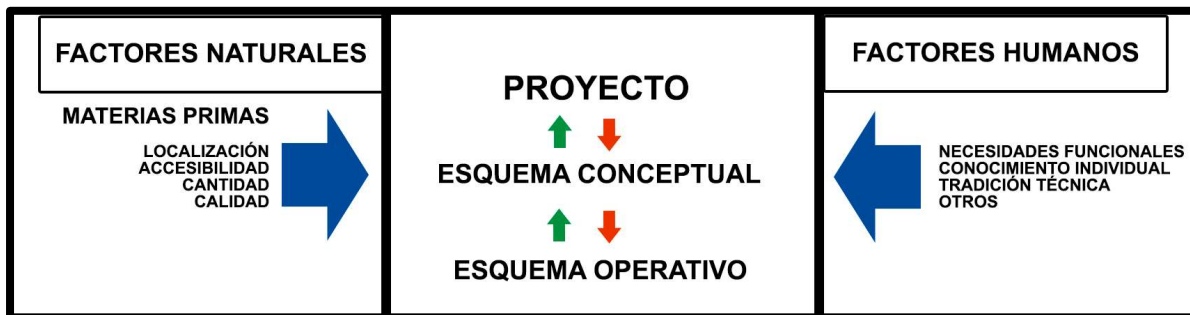 FACTORES NATURALES
MATERIAS PRIMAS
LOCALIZACIÓN
ACCESIBILIDAD
CANTIDAD
CALIDAD
PROYECTO
ESQUEMA CONCEPTUAL
ESQUEMA OPERATIVO
FACTORES HUMANOS
NECESIDADES FUNCIONALES
CONOCIMIENTO INDIVIDUAL
TRADICIÓN TÉCNICA
OTROS